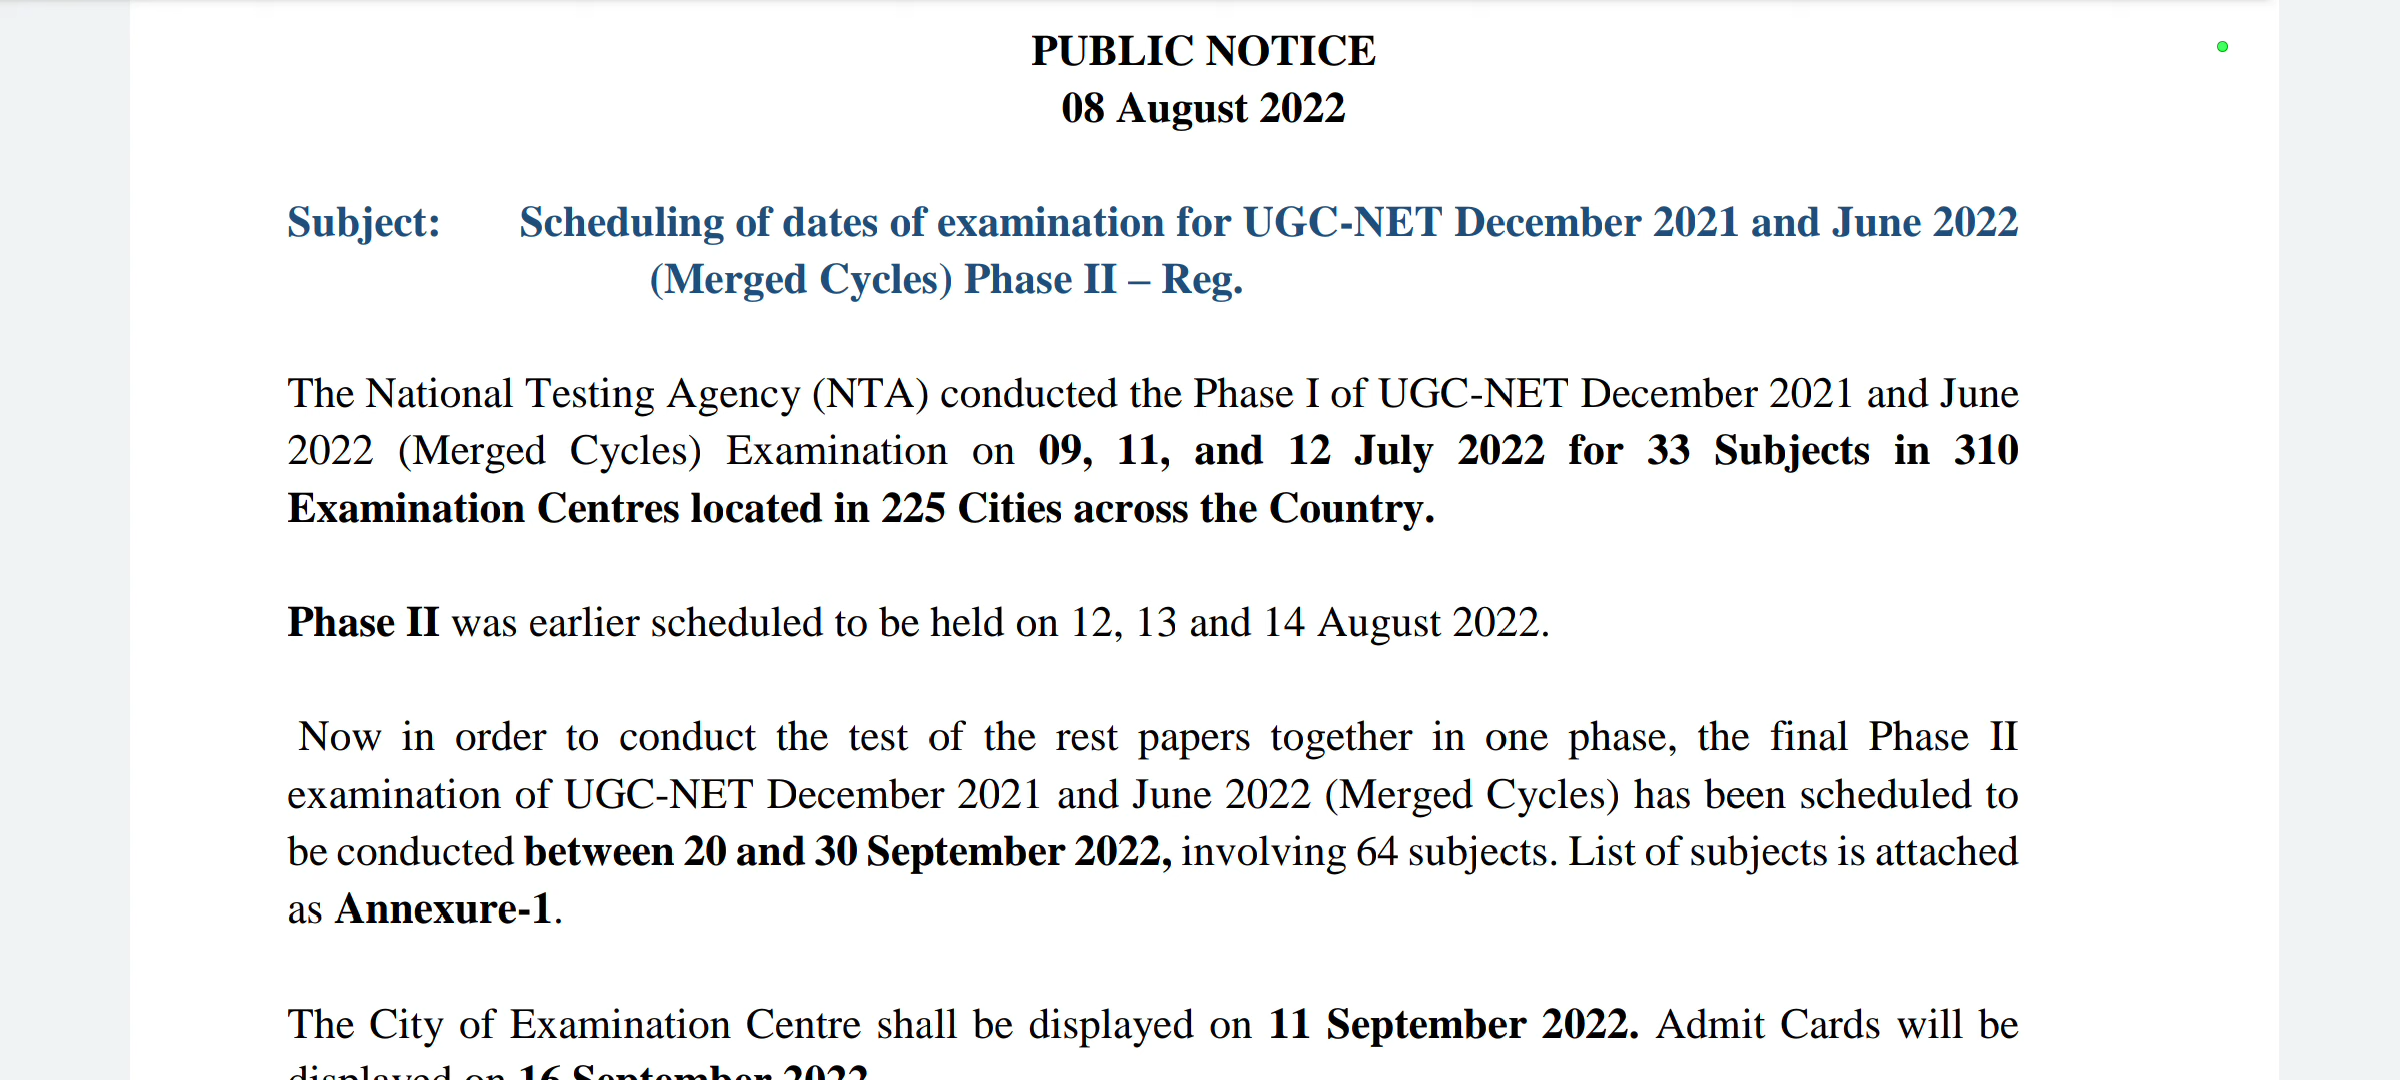 PUBLIC NOTICE
08 August 2022
Subject: Scheduling of dates of examination for UGC-NET December 2021 and June 2022
(Merged Cycles) Phase II – Reg.
The National Testing Agency (NTA) conducted the Phase I of UGC-NET December 2021 and June
2022 (Merged Cycles) Examination on 09, 11, and 12 July 2022 for 33 Subjects in 310
Examination Centres located in 225 Cities across the Country.
Phase II was earlier scheduled to be held on 12, 13 and 14 August 2022.
Now in order to conduct the test of the rest papers together in one phase, the final Phase II
examination of UGC-NET December 2021 and June 2022 (Merged Cycles) has been scheduled to
be conducted between 20 and 30 September 2022, involving 64 subjects. List of subjects is attached
as Annexure-1.
The City of Examination Centre shall be displayed on 11 September 2022. Admit Cards will be
displayed on 16 September 2022